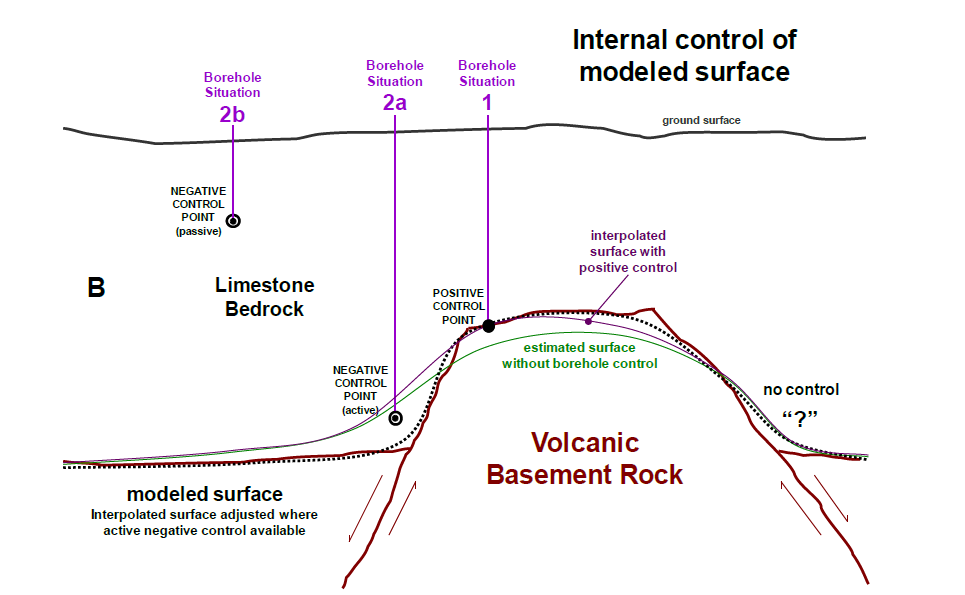 Internal control of
modeled surface
Borehole
Situation
2b
Borehole
Situation
2a
Borehole
Situation
1
ground surface
NEGATIVE
CONTROL
POINT
(passive)
B
Limestone
Bedrock
interpolated
surface with
positive control
POSITIVE
CONTROL
POINT
estimated surface
without borehole control
NEGATIVE
CONTROL
POINT
(active)
no control
“?”
Volcanic
Basement Rock
modeled surface
Interpolated surface adjusted where
active negative control available